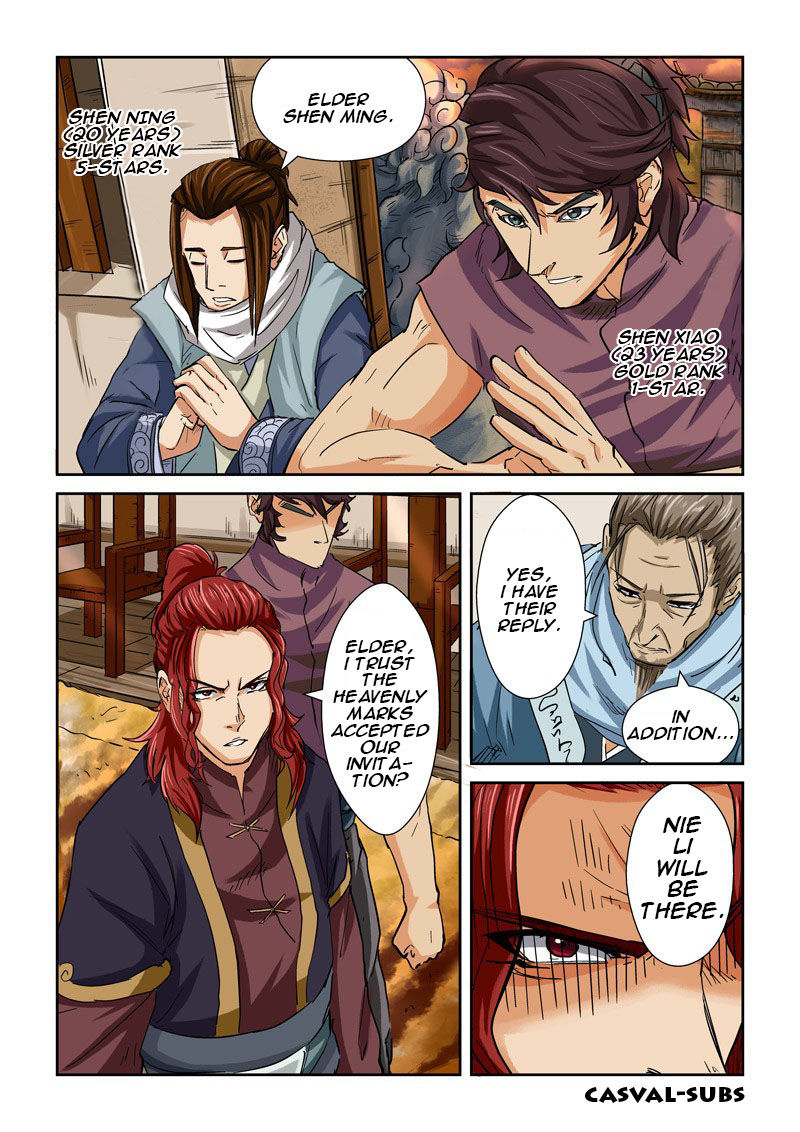 SHEN NING
(20 YEARS)
SILVER RANK
5-STARS.
ELDER
SHEN MING.
SHEN XIAO
(23 YEARS)
GOLD RANK
1-STAR.
ELDER,
I TRUST
THE
HEAVENLY
MARKS
ACCEPTED
OUR
INVITA-
TION?
YES,
I HAVE
THEIR
REPLY.
IN
ADDITION...
NIE
LI
WILL
BE
THERE.
CASVAL-SUBS